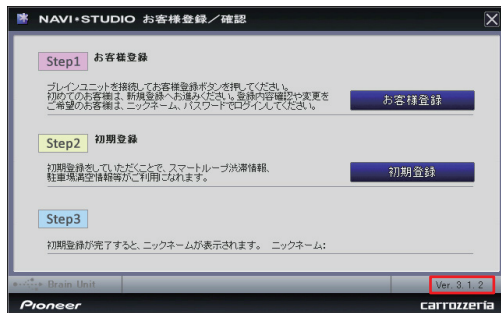 NAVI•STUDIO お客様登録／確認
Step1 お客様登録
ブレインユニットを接続してお客様登録ボタンを押してください。
初めてのお客様は、新規登録へお進みください。登録内容確認や変更を
ご希望のお客様は、ニックネーム、パスワードでログインしてください。
お客様登録
Step2 初期登録
初期登録をしていただくことで、スマートループ渋滞情報、
駐車場満空情報等がご利用になれます。
初期登録
Step3
初期登録が完了すると、ニックネームが表示されます。 ニックネーム:
Brain Unit
Ver. 3. 1. 2
Pioneer
carrozzeria